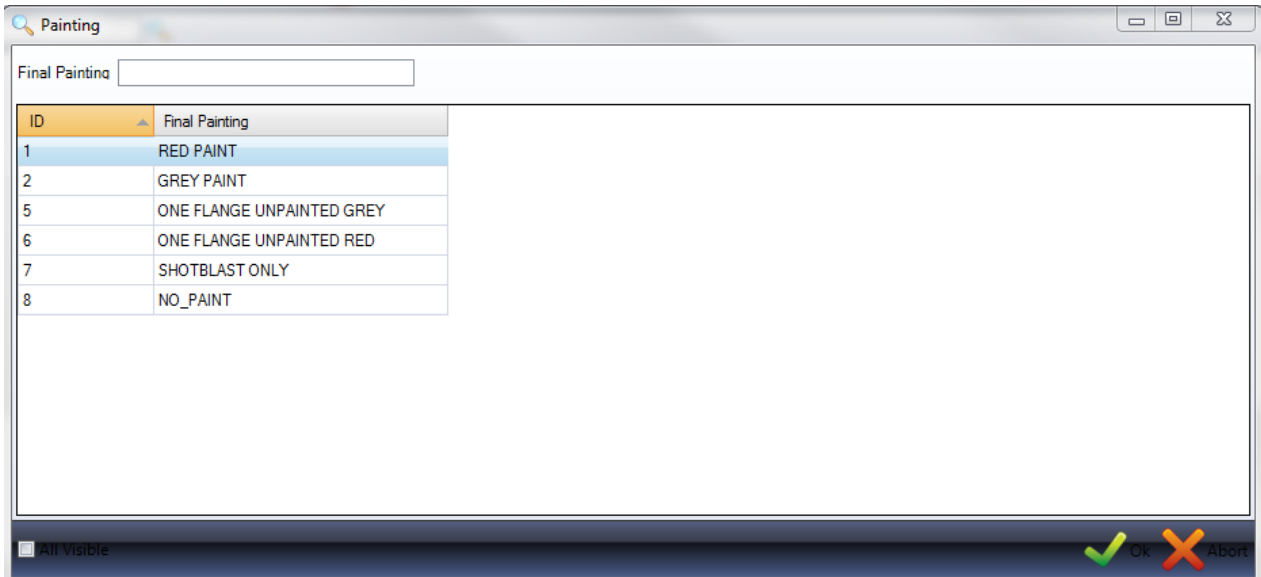 Painting
Final Painting
ID Final Painting
1 RED PAINT
2 GREY PAINT
5 ONE FLANGE UNPAINTED GREY
6 ONE FLANGE UNPAINTED RED
7 SHOTBLAST ONLY
8 NO_PAINT
All Visible Ok Abort